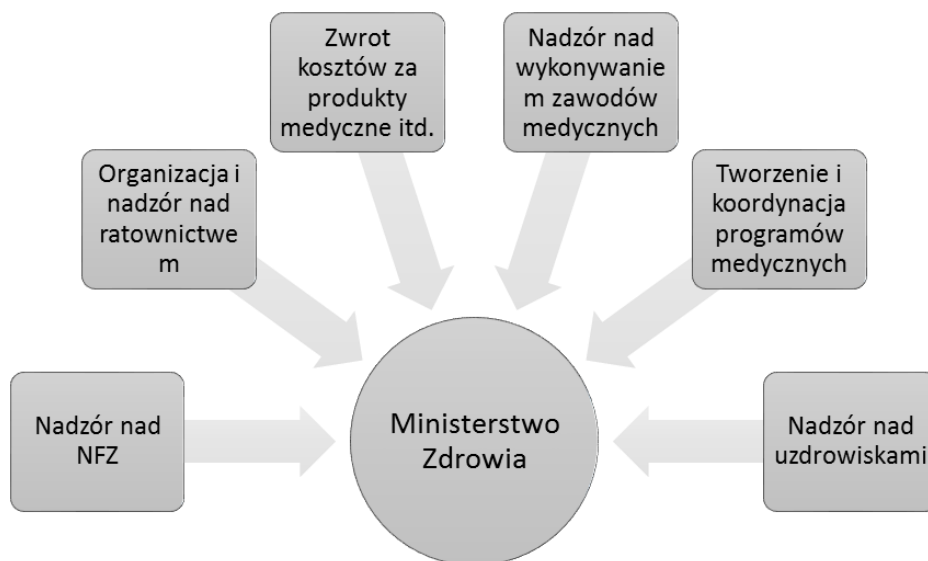 Zwrot
kosztów za
produkty
medyczne itd.
Nadzór nad
wykonywanie
m zawodów
medycznych
Organizacja i
nadzór nad
ratownictwe
m
Tworzenie i
koordynacja
programów
medycznych
Nadzór nad
NFZ
Ministerstwo
Zdrowia
Nadzór nad
uzdrowiskami